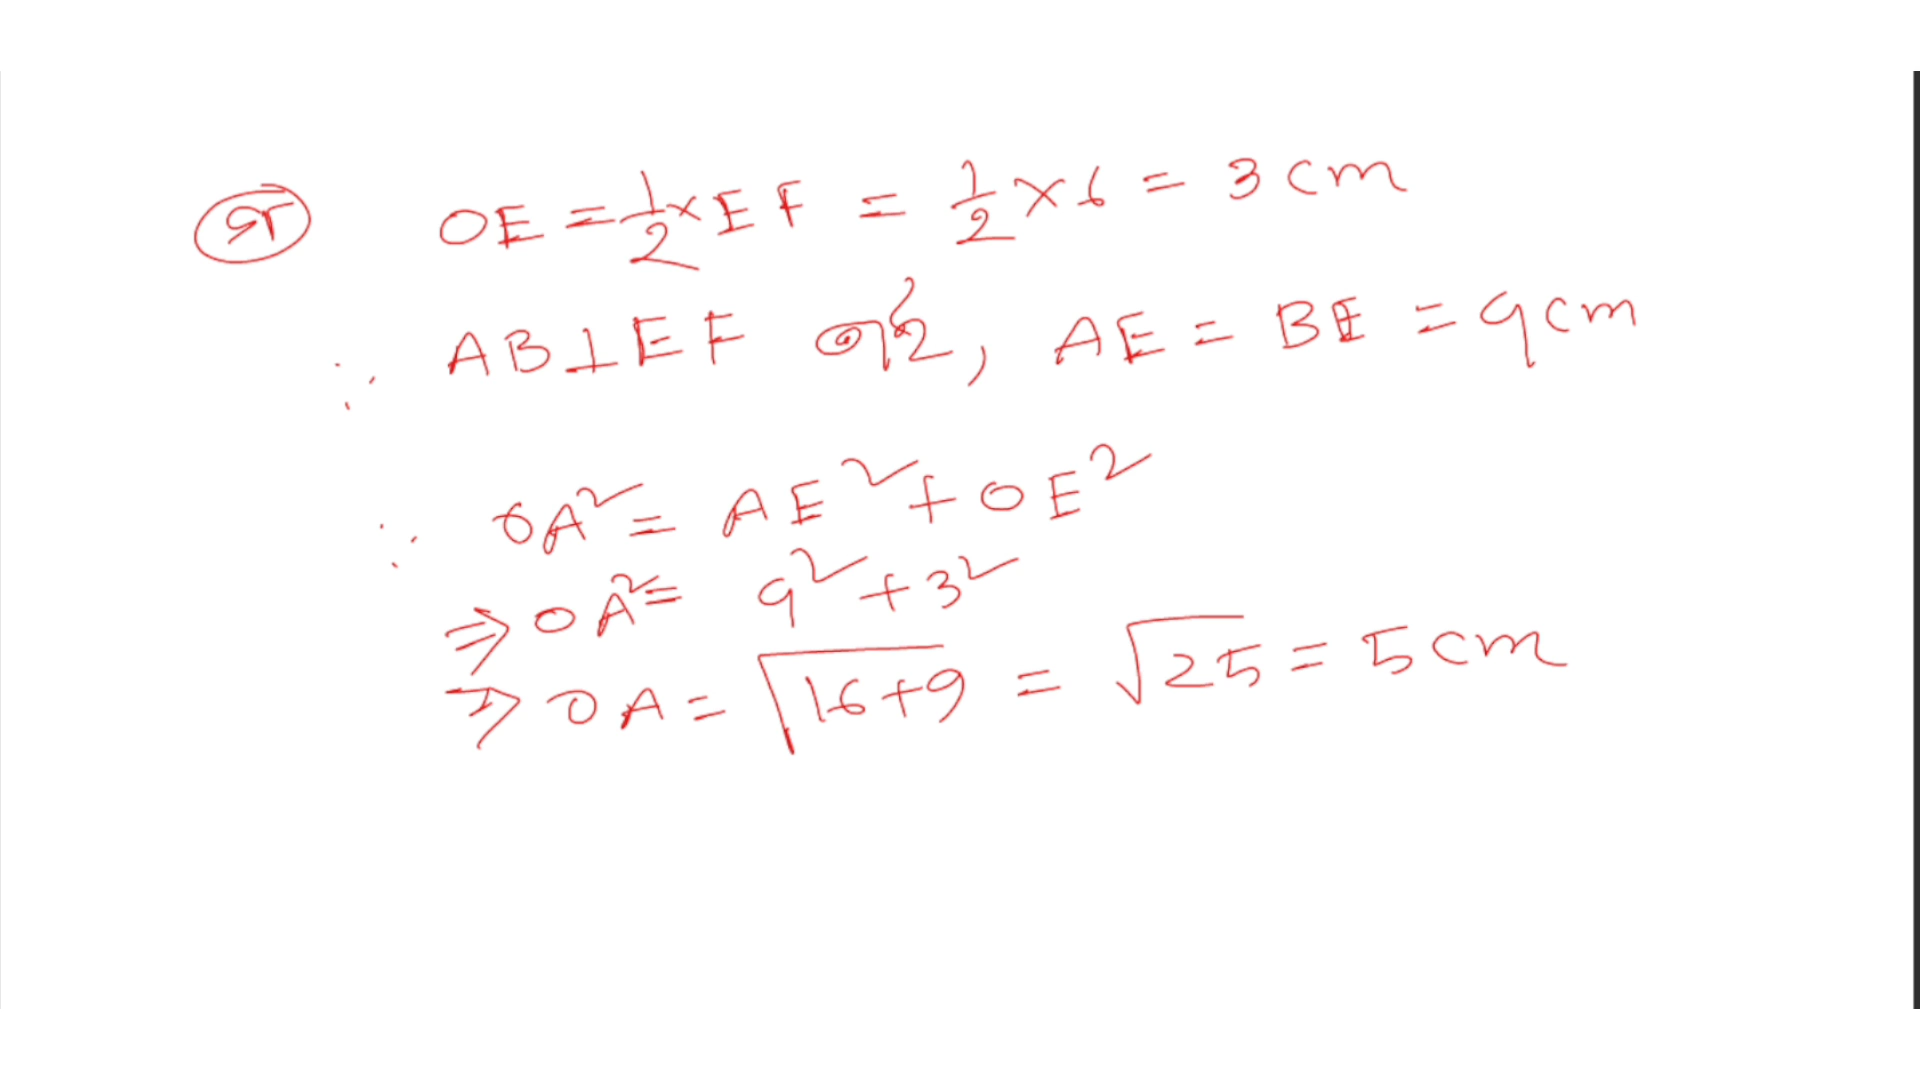 গ OE = 1/2 × EF = 1/2 × 6 = 3 cm
∵ AB⊥EF তাই, AE = BE = 4 cm
∵ OA² = AE² + OE²
⇒ OA² = 4² + 3²
⇒ OA = √16+9 = √25 = 5 cm